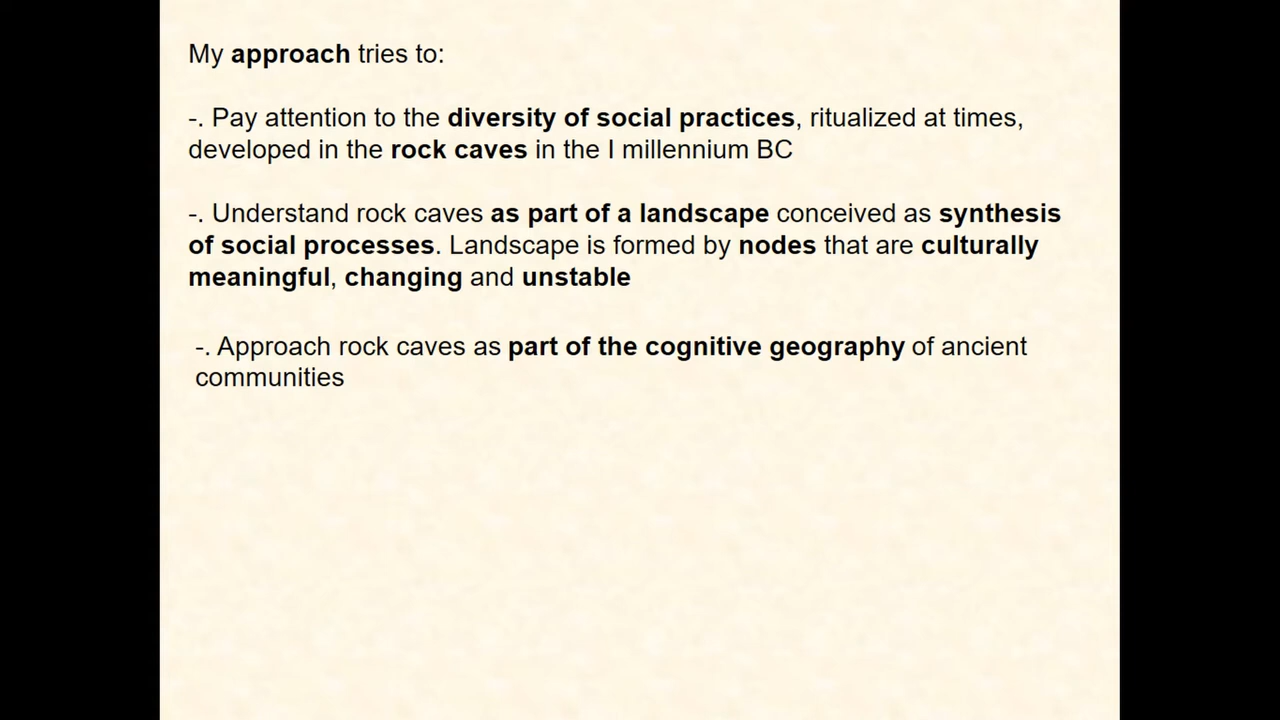 My approach tries to:
-. Pay attention to the diversity of social practices, ritualized at times,
developed in the rock caves in the I millennium BC
-. Understand rock caves as part of a landscape conceived as synthesis
of social processes. Landscape is formed by nodes that are culturally
meaningful, changing and unstable
-. Approach rock caves as part of the cognitive geography of ancient
communities